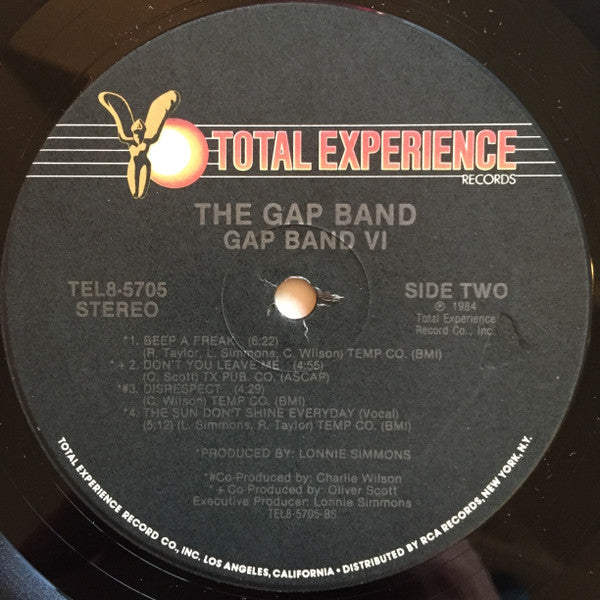 TOTAL EXPERIENCE
RECORDS
THE GAP BAND
GAP BAND VI
TEL8-5705
STEREO
SIDE TWO
℗ 1984
Total Experience
Record Co., Inc.
*1. BEEP A FREAK (6:22)
(R. Taylor, L. Simmons, C. Wilson) TEMP CO. (BMI)
*+2. DON'T YOU LEAVE ME (4:55)
(O. Scott) TX PUB. CO. (ASCAP)
*#3. DISRESPECT (4:29)
(C. Wilson) TEMP CO. (BMI)
*4. THE SUN DON'T SHINE EVERYDAY (Vocal)
(5:12) (L. Simmons, R. Taylor) TEMP CO. (BMI)
*PRODUCED BY: LONNIE SIMMONS
*#Co-Produced by: Charlie Wilson
*+ Co-Produced by: Oliver Scott
Executive Producer: Lonnie Simmons
TEL8-5705-BS
TOTAL EXPERIENCE RECORD CO., INC. LOS ANGELES, CALIFORNIA • DISTRIBUTED BY RCA RECORDS, NEW YORK, N.Y.